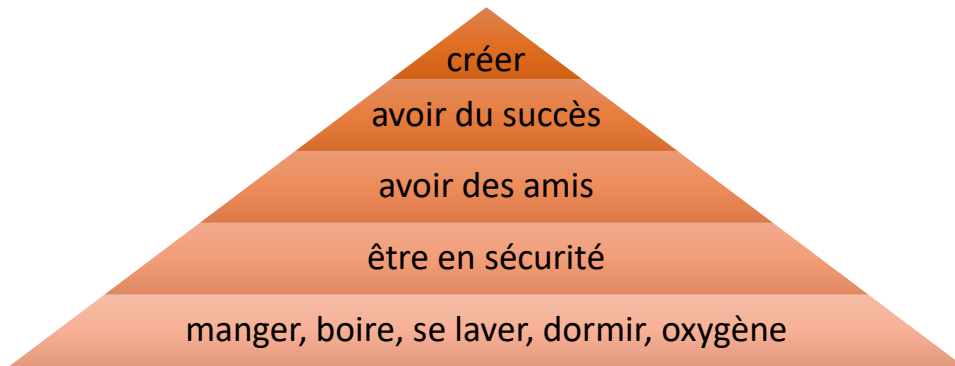 créer
avoir du succès
avoir des amis
être en sécurité
manger, boire, se laver, dormir, oxygène